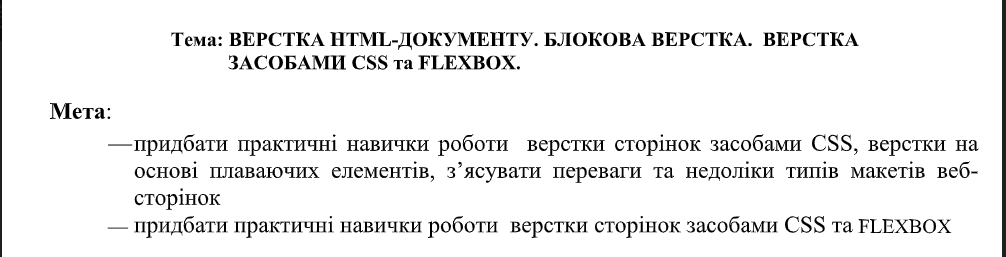 Тема: ВЕРСТКА HTML-ДОКУМЕНТУ. БЛОКОВА ВЕРСТКА. ВЕРСТКА
ЗАСОБАМИ CSS та FLEXBOX.
Мета:
—придбати практичні навички роботи верстки сторінок засобами CSS, верстки на
основі плаваючих елементів, з’ясувати переваги та недоліки типів макетів веб-
сторінок
— придбати практичні навички роботи верстки сторінок засобами CSS та FLEXBOX